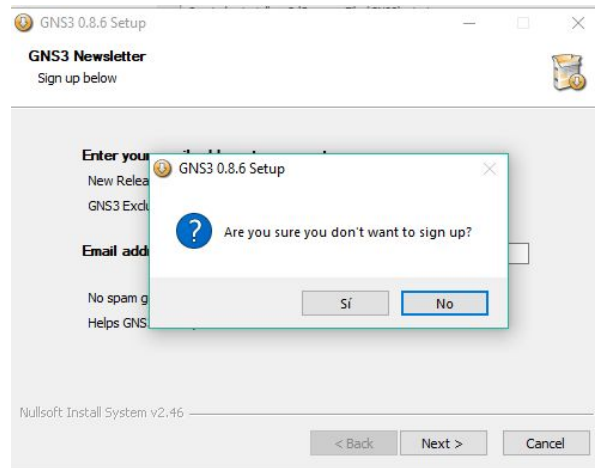 GNS3 0.8.6 Setup
GNS3 Newsletter
Sign up below
Enter your
GNS3 0.8.6 Setup
New Relea
GNS3 Exclu
Are you sure you don't want to sign up?
Email add
Sí No
No spam g
Helps GNS
Nullsoft Install System v2.46
< Back Next > Cancel